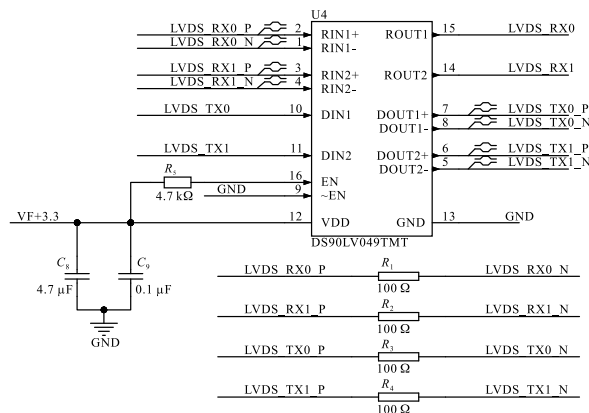 U4
LVDS_RX0_P 2 RIN1+ ROUT1 15 LVDS_RX0
LVDS_RX0_N 1 RIN1-
LVDS_RX1_P 3 RIN2+ ROUT2 14 LVDS_RX1
LVDS_RX1_N 4 RIN2-
LVDS_TX0 10 DIN1 DOUT1+ 7 LVDS_TX0_P
DOUT1- 8 LVDS_TX0_N
LVDS_TX1 11 DIN2 DOUT2+ 6 LVDS_TX1_P
DOUT2- 5 LVDS_TX1_N
R5
4.7 kΩ
16 EN
GND 9 ~EN
VF+3.3 12 VDD GND 13 GND
DS90LV049TMT
C8 C9
4.7 μF 0.1 μF
GND
LVDS_RX0_P R1 LVDS_RX0_N
100 Ω
LVDS_RX1_P R2 LVDS_RX1_N
100 Ω
LVDS_TX0_P R3 LVDS_TX0_N
100 Ω
LVDS_TX1_P R4 LVDS_TX1_N
100 Ω